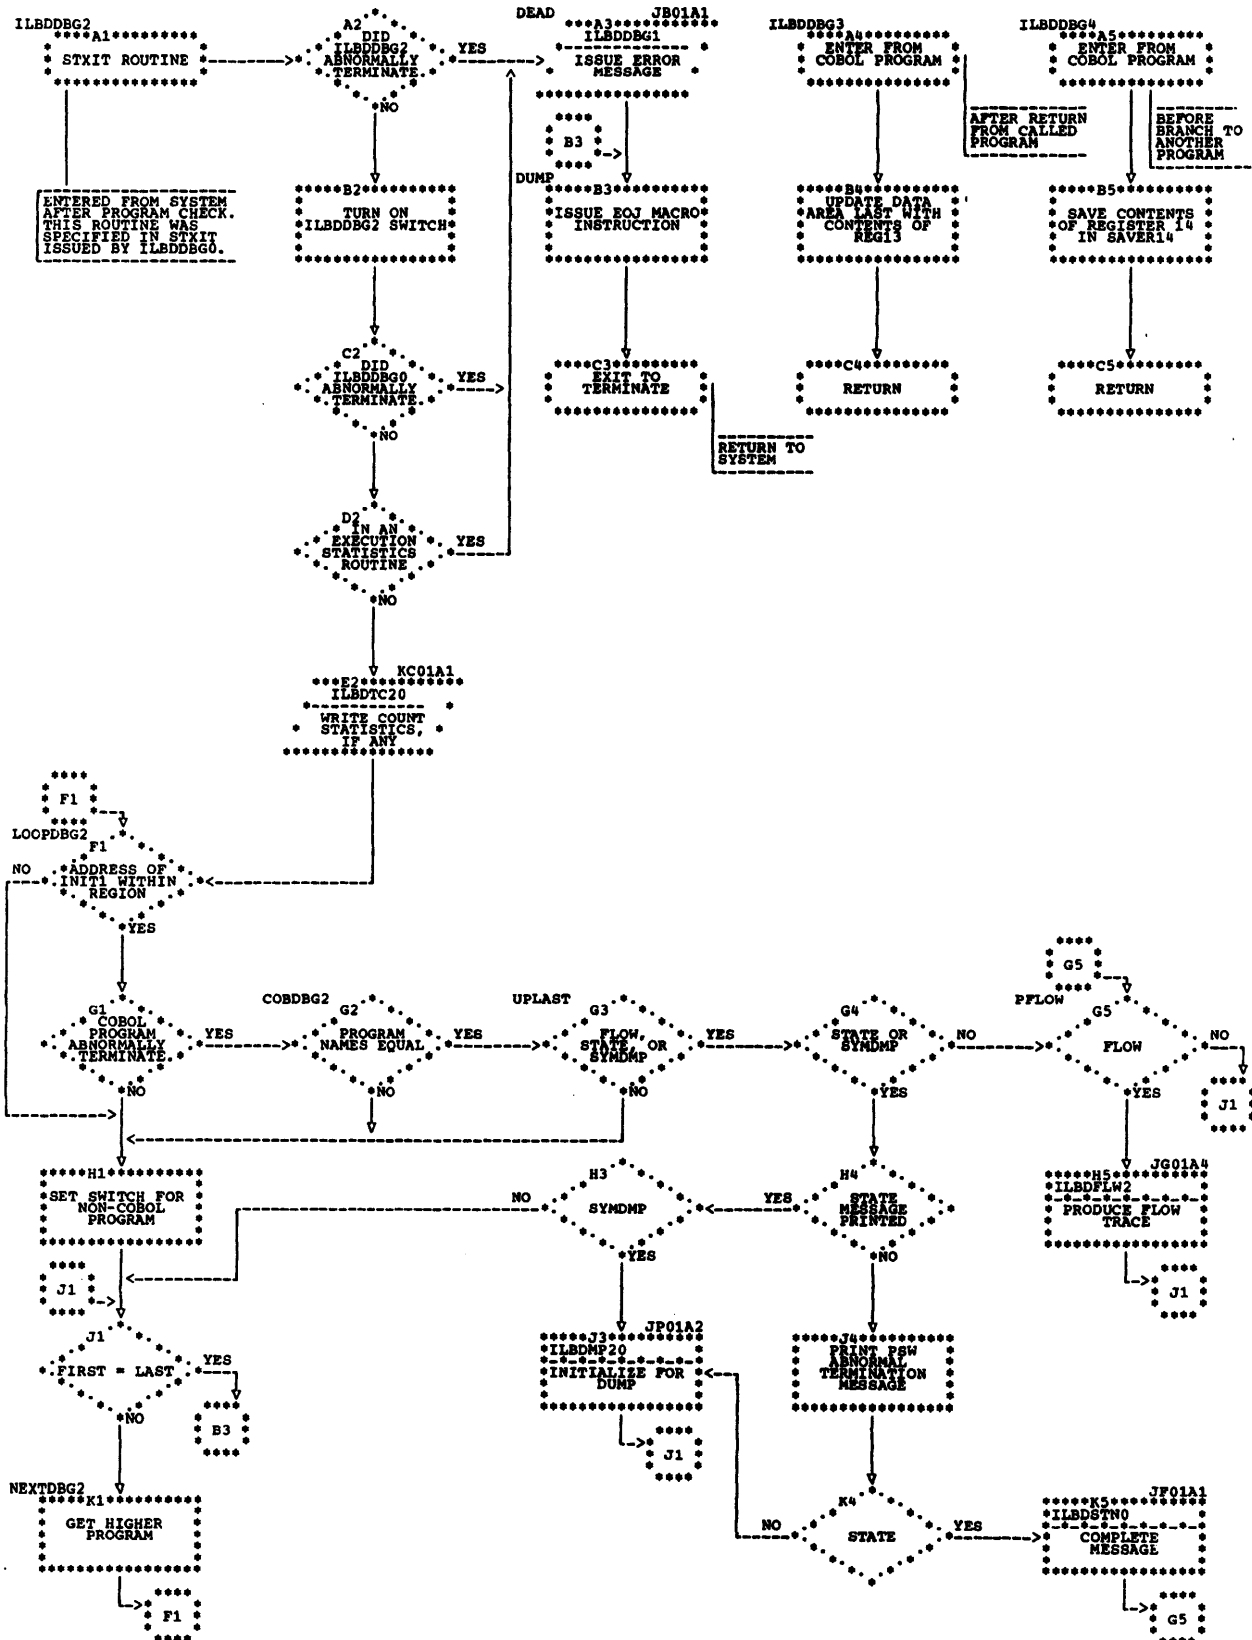 ILBDDBG2
A1
STXIT ROUTINE
ENTERED FROM SYSTEM
AFTER PROGRAM CHECK.
THIS ROUTINE WAS
SPECIFIED IN STXIT
ISSUED BY ILBDDBG0.
A2
DID
ILBDDBG2
ABNORMALLY
TERMINATE
YES
NO
B2
TURN ON
ILBDDBG2 SWITCH
C2
DID
ILBDDBG0
ABNORMALLY
TERMINATE
YES
NO
D2
IN AN
EXECUTION
STATISTICS
ROUTINE
YES
NO
KC01A1
E2
ILBDTC20
WRITE COUNT
STATISTICS,
IF ANY
DEAD
JB01A1
A3
ILBDDBG1
ISSUE ERROR
MESSAGE
B3
DUMP
B3
ISSUE EOJ MACRO
INSTRUCTION
C3
EXIT TO
TERMINATE
RETURN TO
SYSTEM
ILBDDBG3
A4
ENTER FROM
COBOL PROGRAM
AFTER RETURN
FROM CALLED
PROGRAM
B4
UPDATE DATA
AREA LAST WITH
CONTENTS OF
REG13
C4
RETURN
ILBDDBG4
A5
ENTER FROM
COBOL PROGRAM
BEFORE
BRANCH TO
ANOTHER
PROGRAM
B5
SAVE CONTENTS
OF REGISTER 14
IN SAVER14
C5
RETURN
F1
LOOPDBG2
F1
ADDRESS OF
INIT1 WITHIN
REGION
NO
YES
G1
COBOL
PROGRAM
ABNORMALLY
TERMINATE
YES
NO
COBDBG2
G2
PROGRAM
NAMES EQUAL
YES
NO
UPLAST
G3
FLOW,
STATE, OR
SYMDMP
YES
NO
G4
STATE OR
SYMDMP
NO
YES
G5
PFLOW
G5
FLOW
NO
J1
YES
H1
SET SWITCH FOR
NON-COBOL
PROGRAM
H3
SYMDMP
NO
YES
H4
STATE
MESSAGE
PRINTED
YES
NO
JG01A4
H5
ILBDFLW2
PRODUCE FLOW
TRACE
J1
J1
J1
FIRST = LAST
YES
B3
NO
JP01A2
J3
ILBDMP20
INITIALIZE FOR
DUMP
J1
J4
PRINT PSW
ABNORMAL
TERMINATION
MESSAGE
NEXTDBG2
K1
GET HIGHER
PROGRAM
F1
K4
STATE
NO
YES
JF01A1
K5
ILBDSTN0
COMPLETE
MESSAGE
G5